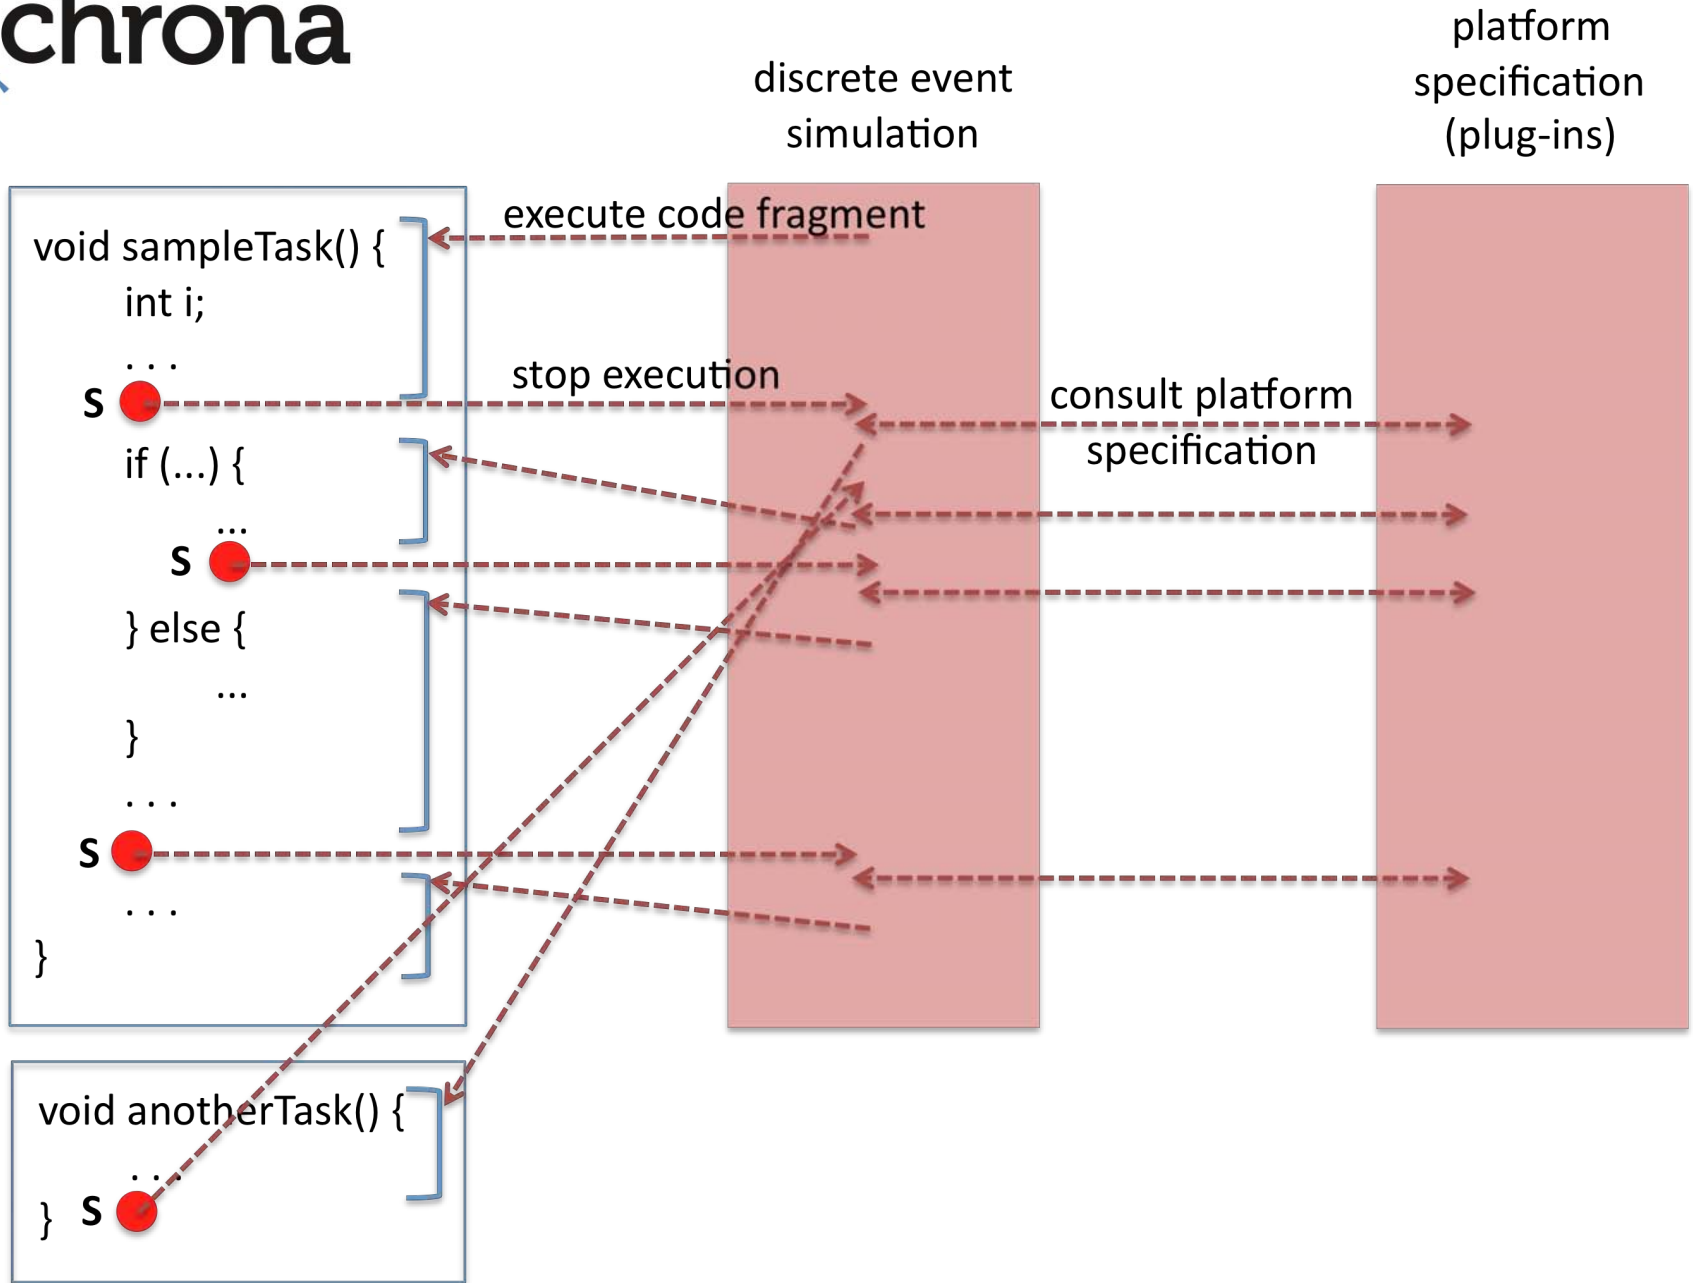 chrona
discrete event
simulation
platform
specification
(plug-ins)
execute code fragment
void sampleTask() {
int i;
. . .
S
stop execution
consult platform
specification
if (...) {
...
S
} else {
...
}
. . .
S
. . .
}
void anotherTask() {
. . .
} S